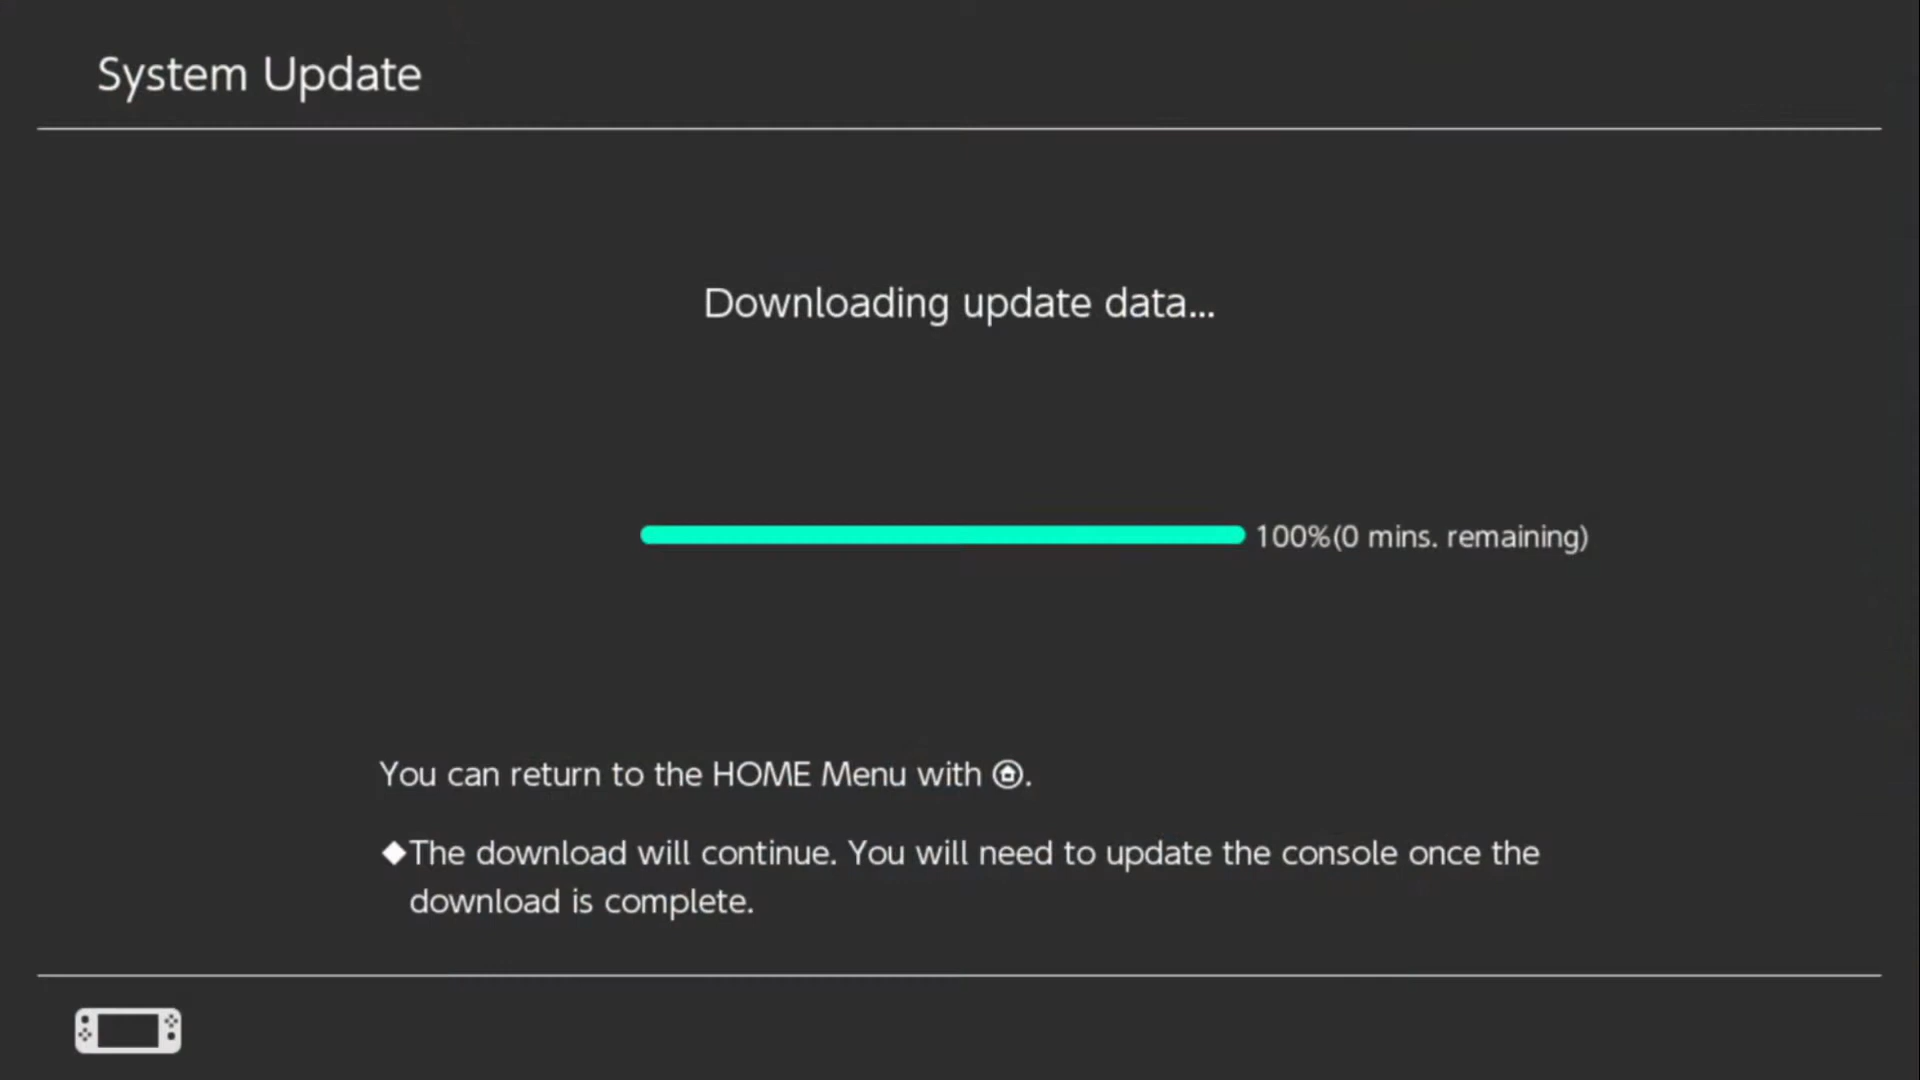 System Update
Downloading update data...
100%(0 mins. remaining)
You can return to the HOME Menu with .
◆The download will continue. You will need to update the console once the
download is complete.